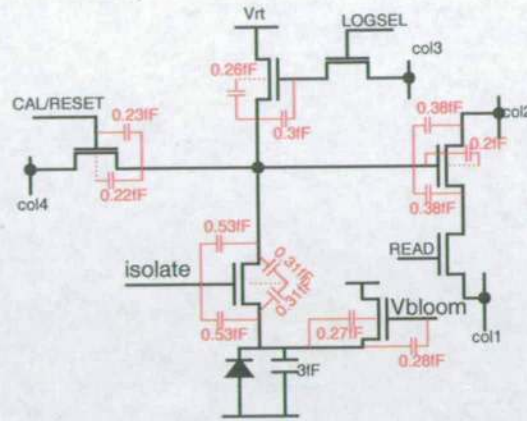 Vrt
LOGSEL
col3
0.26fF
0.3fF
CAL/RESET
0.23fF
0.22fF
col4
0.38fF
col2
0.2fF
0.38fF
0.53fF
0.31fF
0.31fF
isolate
0.53fF
READ
Vbloom
0.27fF
0.28fF
col1
3fF